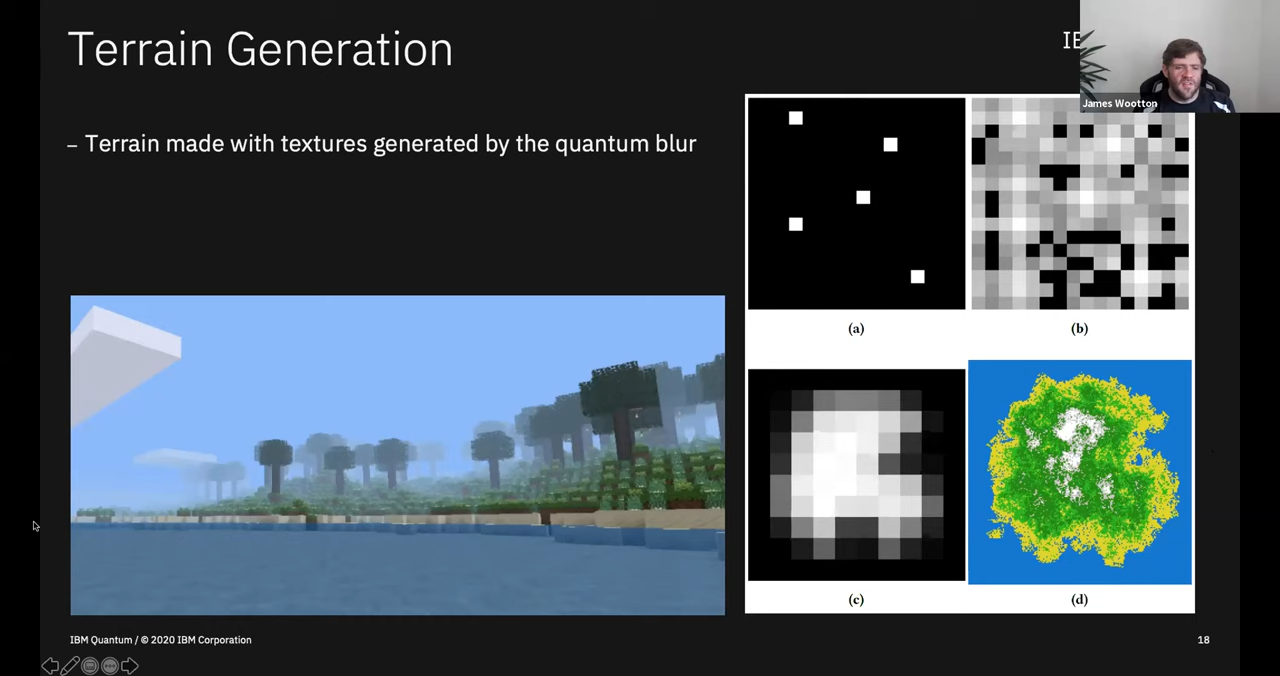 Terrain Generation
IB
James Wootton
– Terrain made with textures generated by the quantum blur
(a)
(b)
(c)
(d)
IBM Quantum / © 2020 IBM Corporation
18